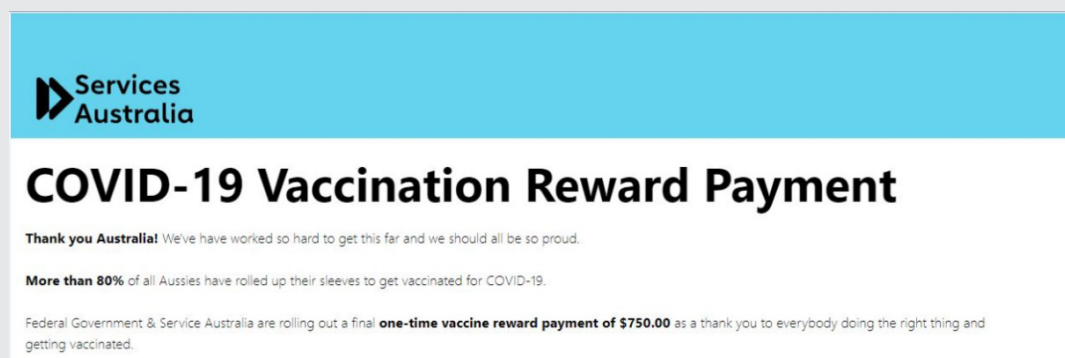 Services
Australia
COVID-19 Vaccination Reward Payment
Thank you Australia! We've have worked so hard to get this far and we should all be so proud.
More than 80% of all Aussies have rolled up their sleeves to get vaccinated for COVID-19.
Federal Government & Service Australia are rolling out a final one-time vaccine reward payment of $750.00 as a thank you to everybody doing the right thing and
getting vaccinated.